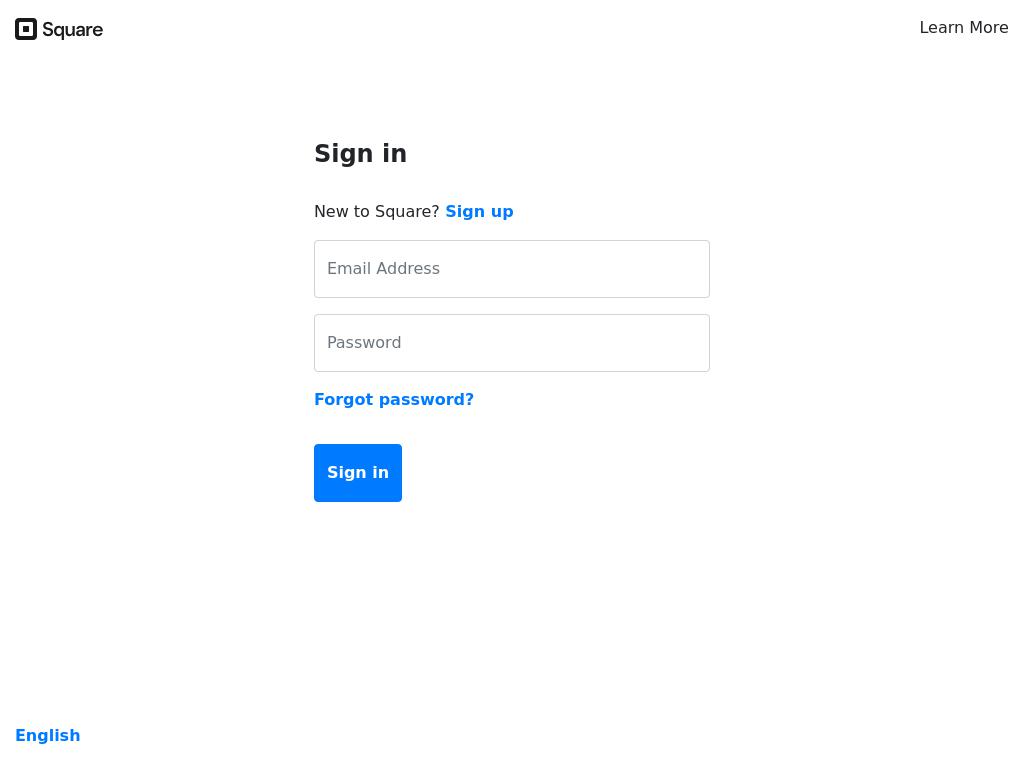 Square
Learn More
Sign in
New to Square? Sign up
Email Address
Password
Forgot password?
Sign in
English